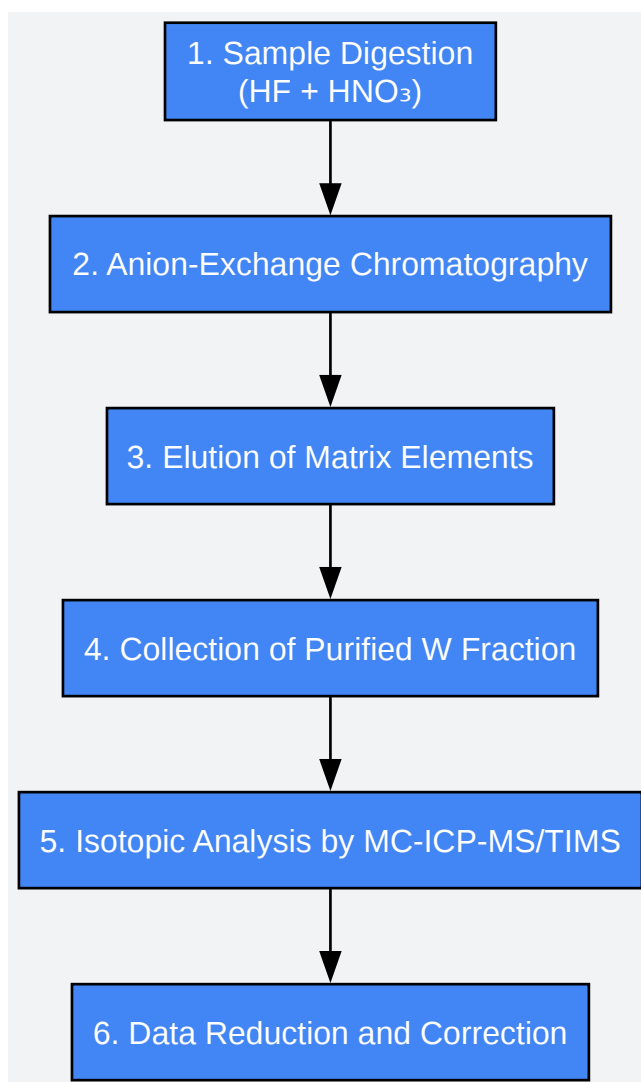 1. Sample Digestion
(HF + HNO₃)
2. Anion-Exchange Chromatography
3. Elution of Matrix Elements
4. Collection of Purified W Fraction
5. Isotopic Analysis by MC-ICP-MS/TIMS
6. Data Reduction and Correction